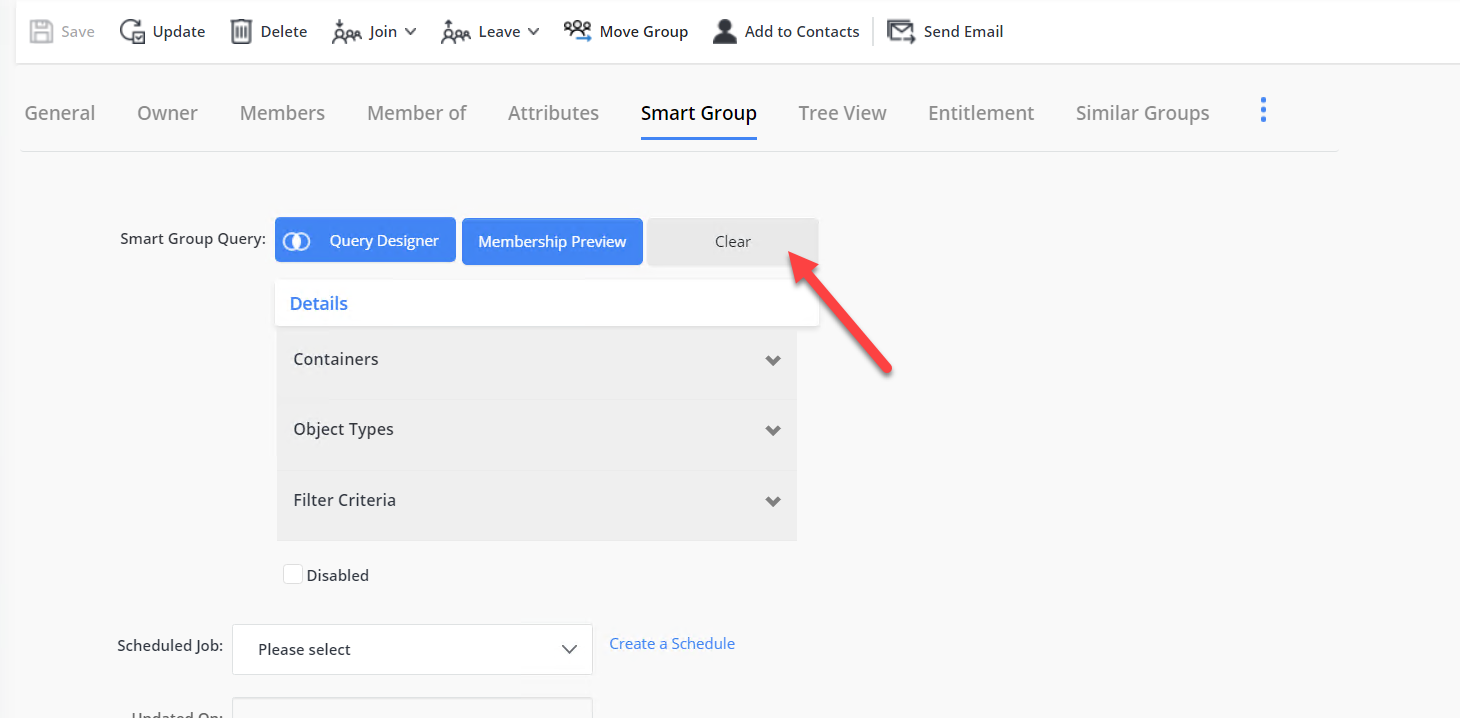 Save Update Delete Join Leave Move Group Add to Contacts Send Email
General Owner Members Member of Attributes Smart Group Tree View Entitlement Similar Groups
Smart Group Query: Query Designer Membership Preview Clear
Details
Containers
Object Types
Filter Criteria
Disabled
Scheduled Job: Please select Create a Schedule
Updated On: